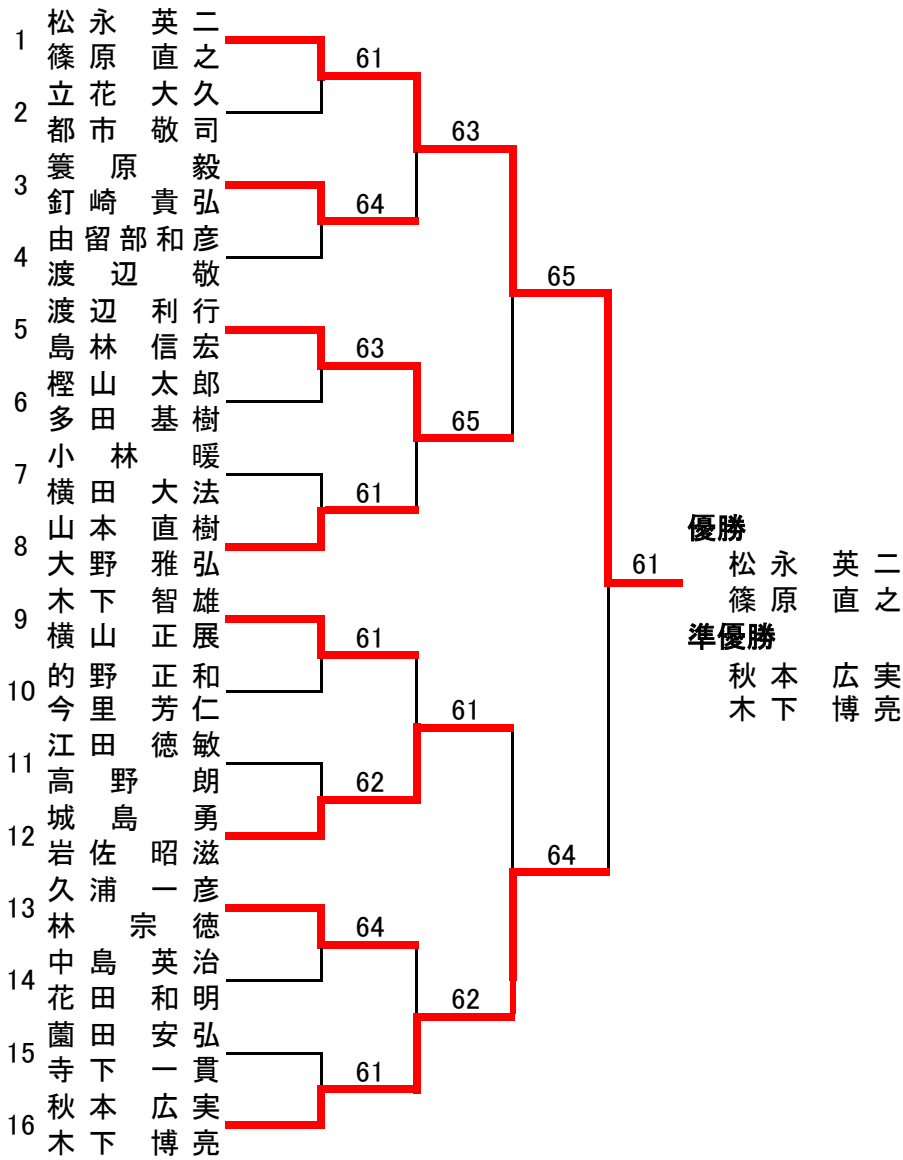 1
松永 英二
篠原 直之
2
立花 大久
都市 敬司
3
簑原 毅
釘崎 貴弘
4
由留部和彦
渡辺 敬
5
渡辺 利行
島林 信宏
6
樫山 太郎
多田 基樹
7
小林 暖
横田 大法
8
山本 直樹
大野 雅弘
9
木下 智雄
横山 正展
10
的野 正和
今里 芳仁
11
江田 徳敏
高野 朗
12
城島 勇
岩佐 昭滋
13
久浦 一彦
林 宗徳
14
中島 英治
花田 和明
15
薗田 安弘
寺下 一貫
16
秋本 広実
木下 博亮
61
64
63
61
61
62
64
61
63
65
61
62
65
64
61
優勝
松永 英二
篠原 直之
準優勝
秋本 広実
木下 博亮